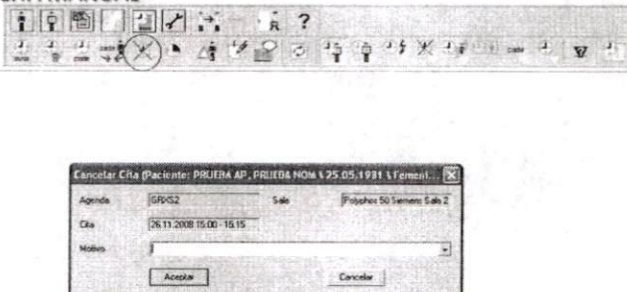 R ?
Cancelar Cita (Paciente: PRUEBA AP, PRUEBA NOM \ 25.05.1981 \ Femeni... X
Agenda GRXS2 Sala Polyphos 50 Siemens Sala 2
Cita 26.11.2008 15:00 - 15:15
Motivo
Aceptar Cancelar